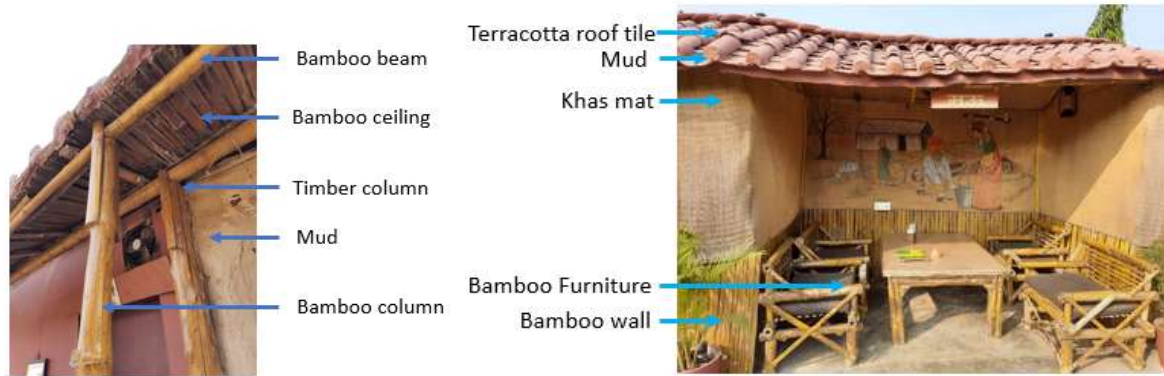 Bamboo beam
Bamboo ceiling
Timber column
Mud
Bamboo column
Terracotta roof tile
Mud
Khas mat
Bamboo Furniture
Bamboo wall